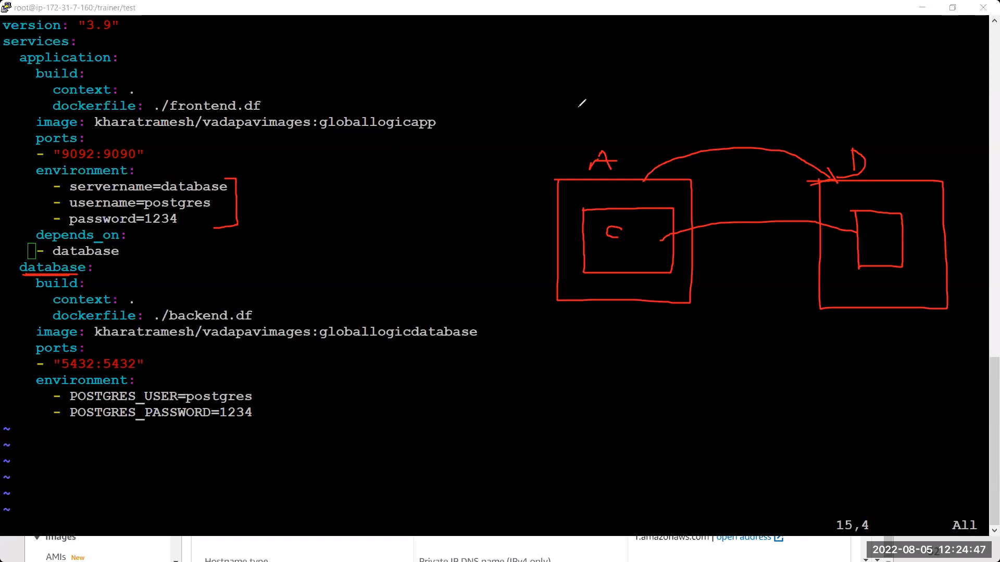 root@ip-172-31-7-160:/trainer/test
version: "3.9"
services:
application:
build:
context: .
dockerfile: ./frontend.df
image: kharatramesh/vadapavimages:globallogicapp
ports:
- "9092:9090"
environment:
- servername=database
- username=postgres
- password=1234
depends_on:
- database
database:
build:
context: .
dockerfile: ./backend.df
image: kharatramesh/vadapavimages:globallogicdatabase
ports:
- "5432:5432"
environment:
- POSTGRES_USER=postgres
- POSTGRES_PASSWORD=1234
~
~
~
~
~
~
A
D
C
15,4 All
Images
AMIs New
Hostname type
Private IP DNS name (IPv4 only)
.amazonaws.com | open address
2022-08-05 12:24:47